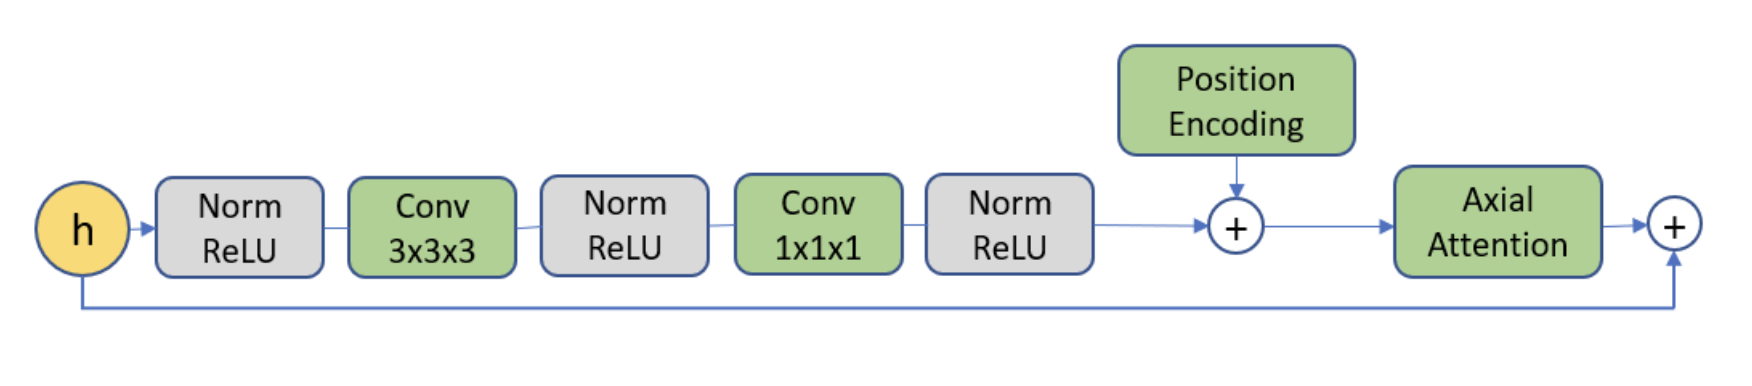 Position
Encoding
h
Norm
ReLU
Conv
3x3x3
Norm
ReLU
Conv
1x1x1
Norm
ReLU
+
Axial
Attention
+